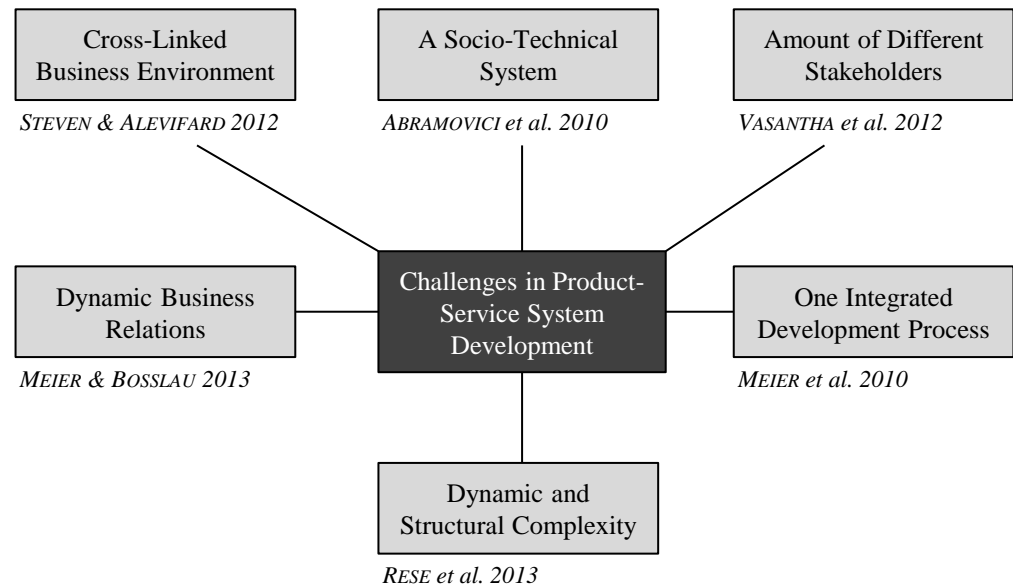 Cross-Linked
Business Environment
STEVEN & ALEVIFARD 2012
A Socio-Technical
System
ABRAMOVICI et al. 2010
Amount of Different
Stakeholders
VASANTHA et al. 2012
Dynamic Business
Relations
MEIER & BOSSLAU 2013
Challenges in Product-
Service System
Development
One Integrated
Development Process
MEIER et al. 2010
Dynamic and
Structural Complexity
RESE et al. 2013